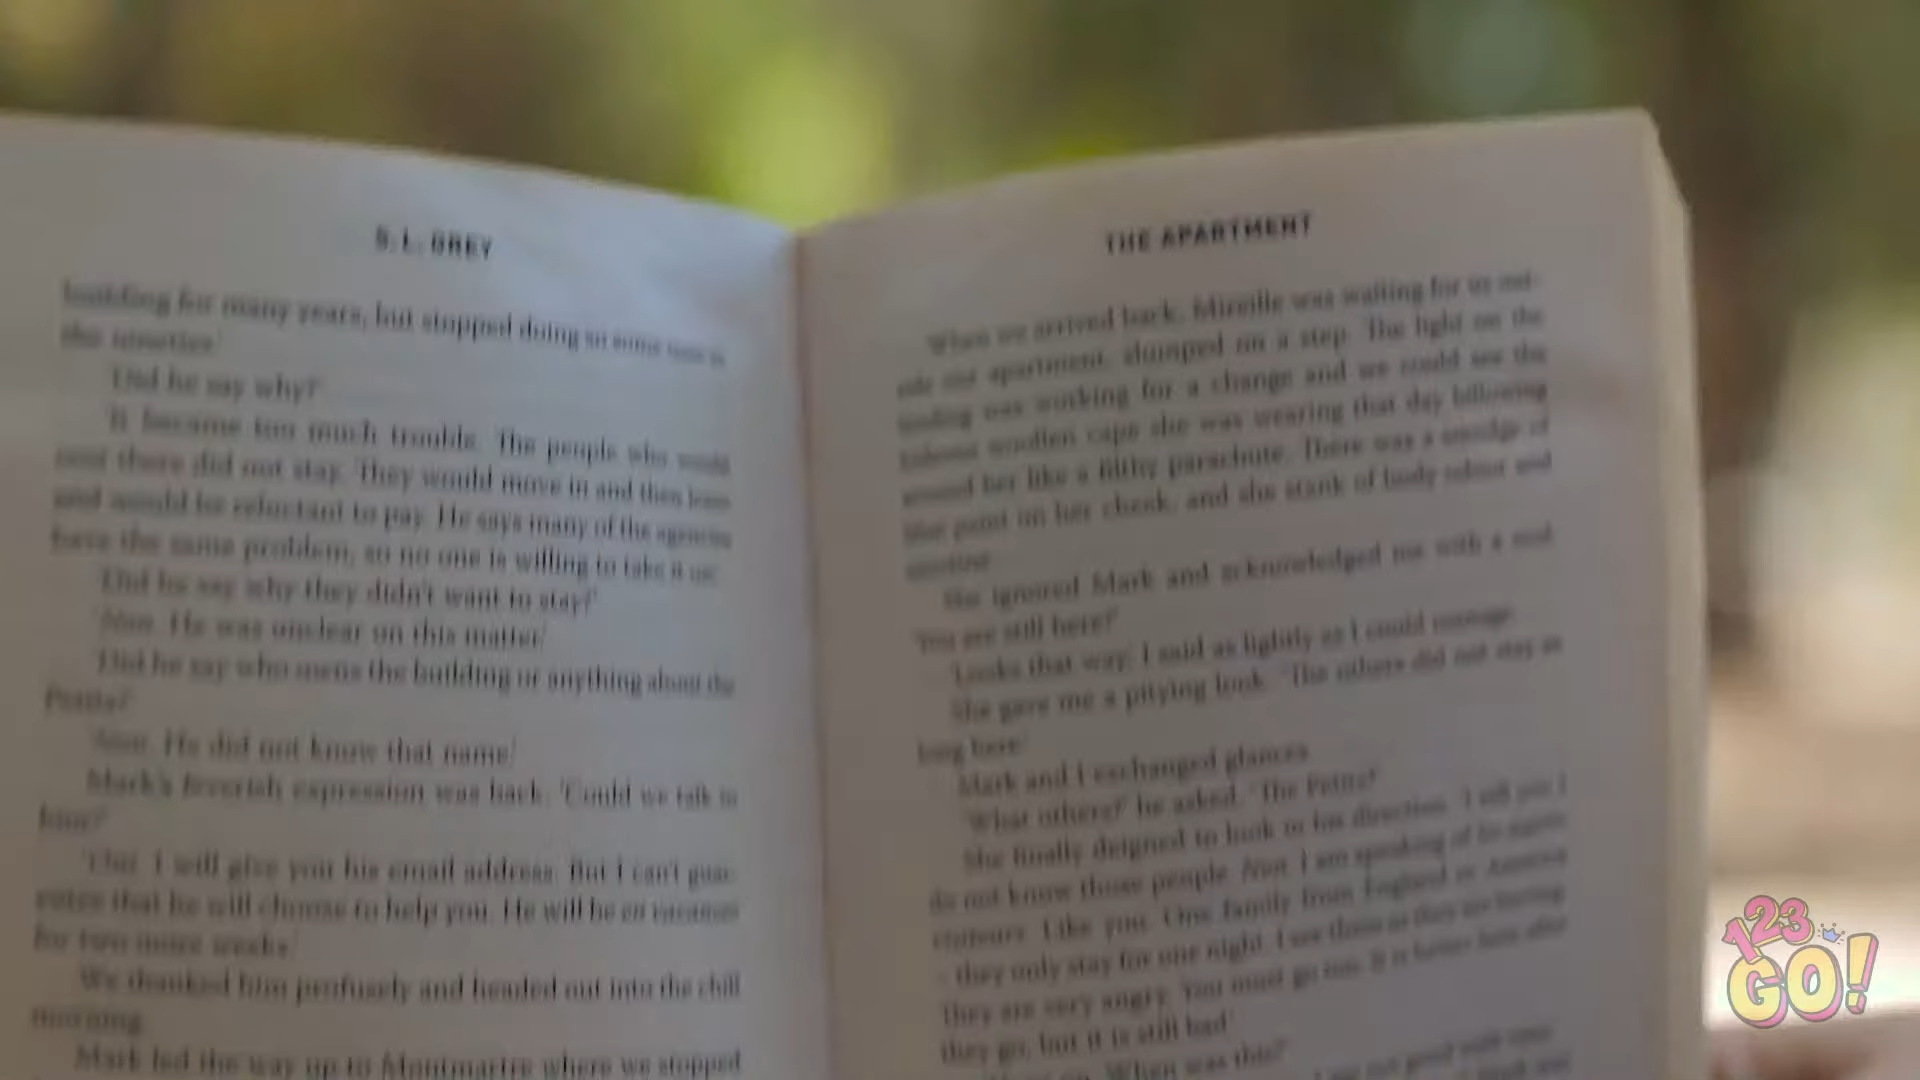 S. L. GREY
building for many years, but stopped doing so some time in
the nineties.'
'Did he say why?'
'It became too much trouble. The people who would
rent there did not stay. They would move in and then leave
and would be reluctant to pay. He says many of the agencies
have the same problem, so no one is willing to take it on.'
'Did he say why they didn't want to stay?'
'Non. He was unclear on this matter.'
'Did he say who owns the building or anything about the
Petits?'
'Non. He did not know that name.'
Mark's feverish expression was back. 'Could we talk to
him?'
'Oui. I will give you his email address. But I can't guar-
antee that he will choose to help you. He will be on vacances
for two more weeks.'
We thanked him profusely and headed out into the chill
morning.
Mark led the way up to Montmartre where we stopped
THE APARTMENT
When we arrived back, Mireille was waiting for us out-
side our apartment, slumped on a step. The light on the
landing was working for a change and we could see the
woollen cape she was wearing that day billowing
around her like a filthy parachute. There was a smudge of
blue paint on her cheek, and she stank of body odour and
nicotine.
She ignored Mark and acknowledged me with a nod.
'You are still here?'
'Looks that way,' I said as lightly as I could manage.
She gave me a pitying look. 'The others did not stay so
long here.'
Mark and I exchanged glances.
'What others?' he asked. 'The Petits?'
She finally deigned to look in his direction. 'I tell you I
do not know those people. Non. I am speaking of the
visiteurs. Like you. One family from England or America
– they only stay for one night. I see them as they are leaving.
They are very angry. You must go too. It is better here after
they go, but it is still bad.'
When was this?'
123 GO!